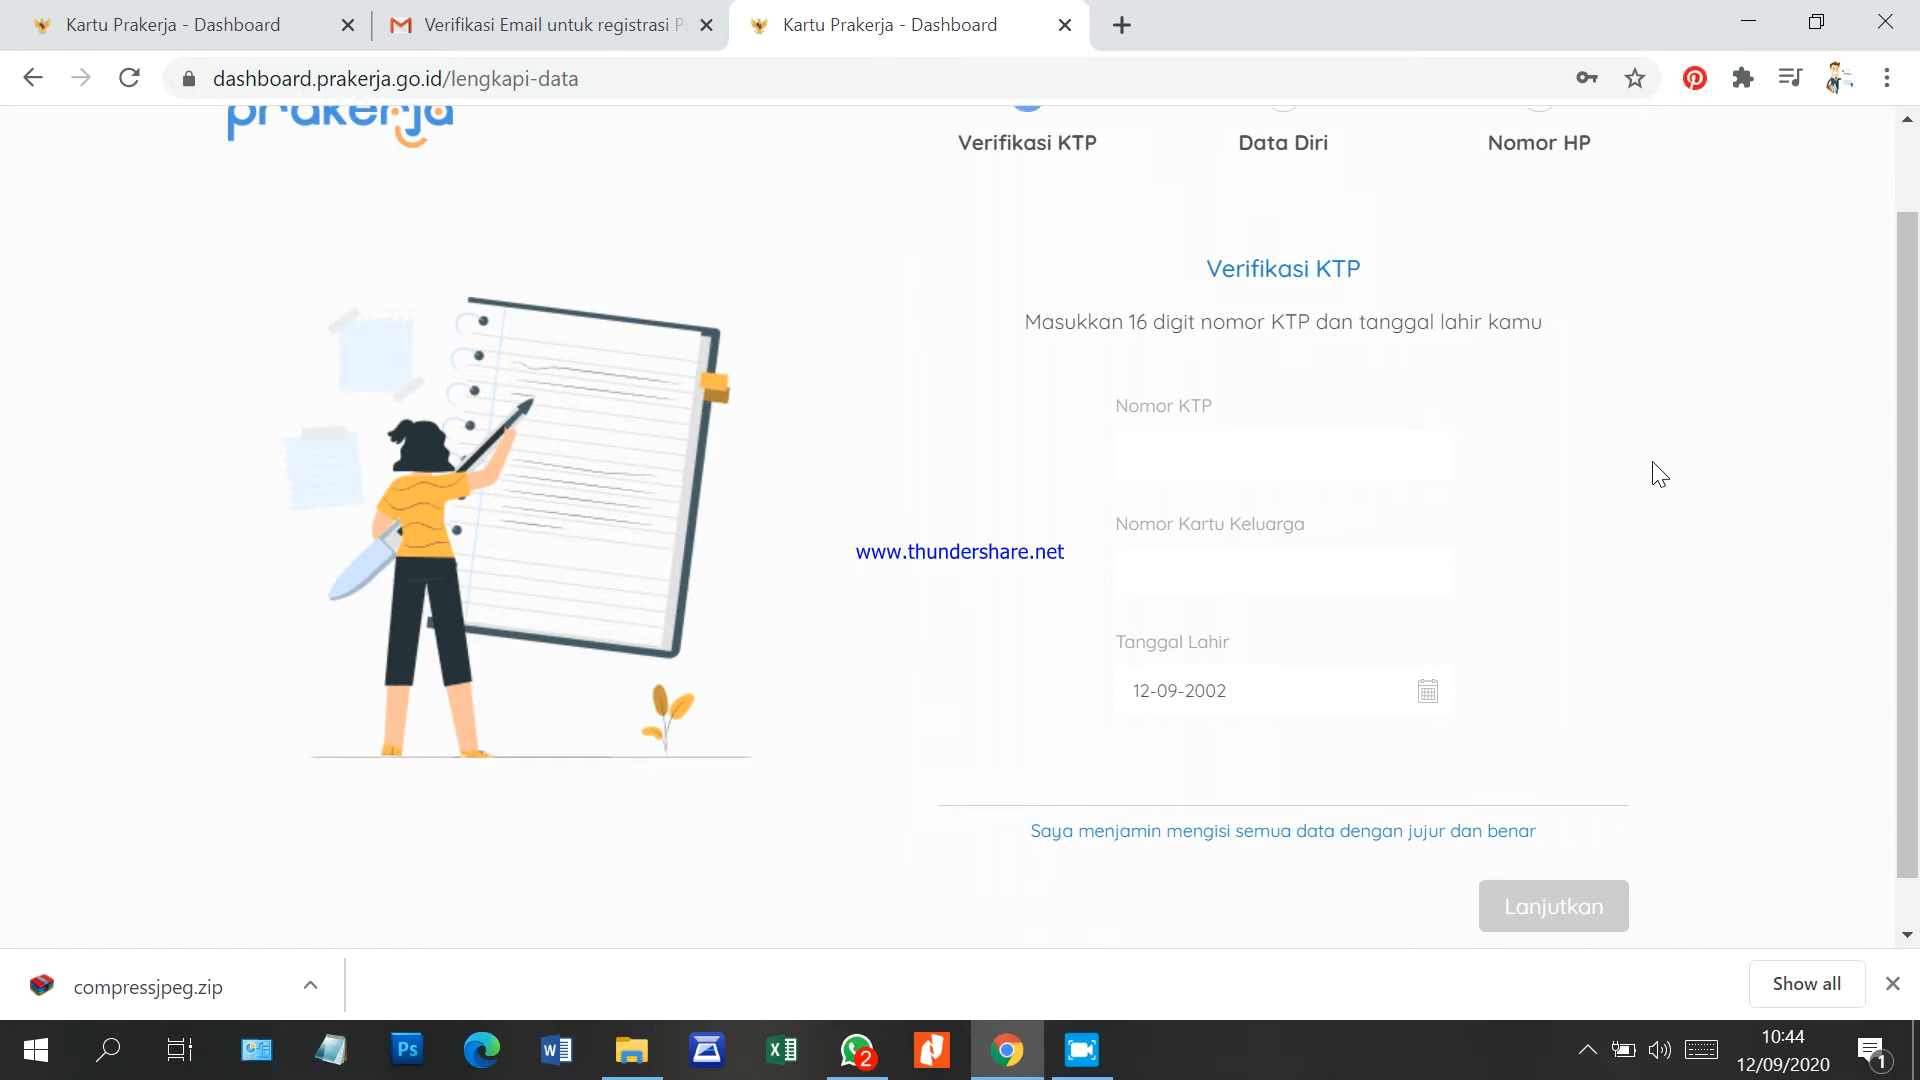 Kartu Prakerja - Dashboard
Verifikasi Email untuk registrasi P
Kartu Prakerja - Dashboard
dashboard.prakerja.go.id/lengkapi-data
prakerja
Verifikasi KTP
Data Diri
Nomor HP
Verifikasi KTP
Masukkan 16 digit nomor KTP dan tanggal lahir kamu
Nomor KTP
Nomor Kartu Keluarga
www.thundershare.net
Tanggal Lahir
12-09-2002
Saya menjamin mengisi semua data dengan jujur dan benar
Lanjutkan
compressjpeg.zip
Show all
Ps
2
10:44
12/09/2020
1